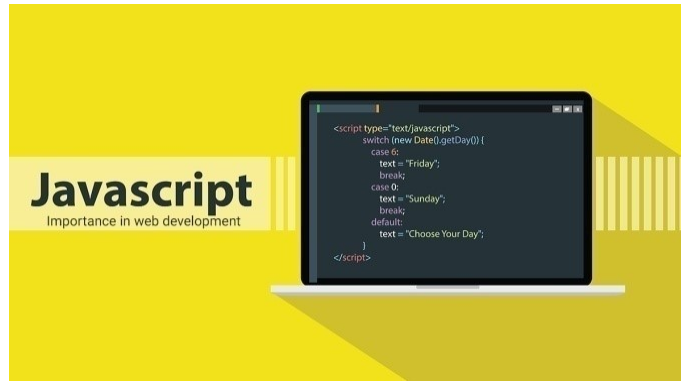 Javascript
Importance in web development
<script type="text/javascript">
switch (new Date().getDay()) {
case 6:
text = "Friday";
break;
case 0:
text = "Sunday";
break;
default:
text = "Choose Your Day";
}
</script>